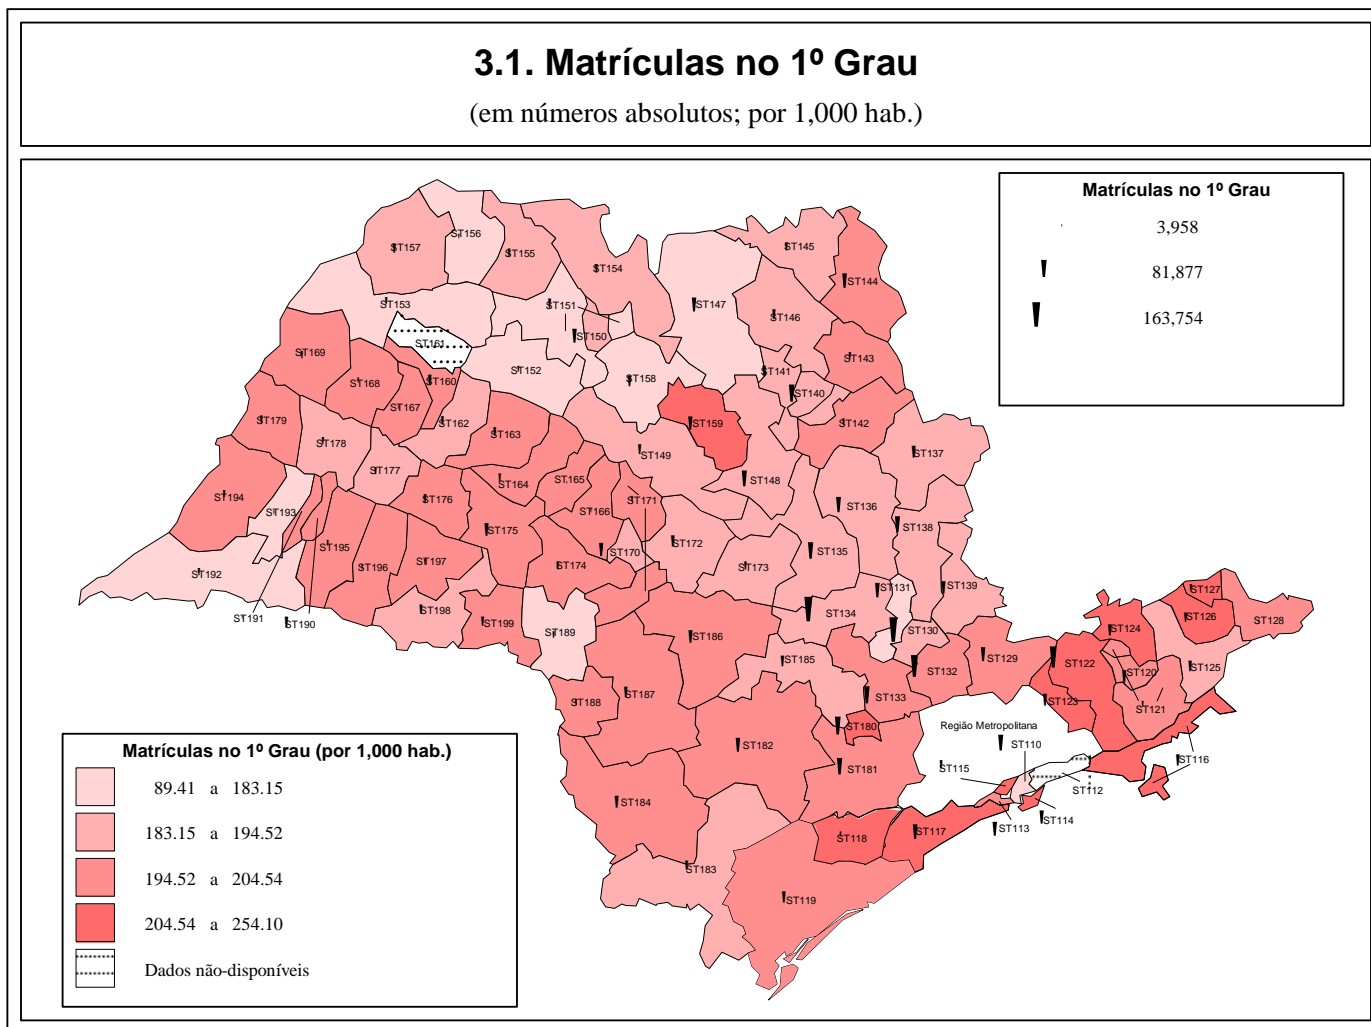 3.1. Matrículas no 1º Grau
(em números absolutos; por 1,000 hab.)
Matrículas no 1º Grau
3,958
81,877
163,754
ST156
ST157
ST155
ST154
ST145
ST144
ST153
ST151
ST147
ST146
ST150
ST161
ST143
ST169
ST152
ST158
ST141
ST140
ST168
ST160
ST167
ST179
ST162
ST163
ST159
ST142
ST178
ST149
ST137
ST177
ST164
ST165
ST148
ST194
ST176
ST171
ST136
ST193
ST166
ST138
ST175
ST195
ST172
ST170
ST135
ST196
ST197
ST174
ST173
ST192
ST131
ST139
ST127
ST191
ST190
ST198
ST199
ST189
ST134
ST130
ST126
ST128
ST124
ST186
ST185
ST132
ST129
ST122
ST120
ST125
ST188
ST187
ST133
ST123
ST121
ST180
Região Metropolitana
ST182
ST110
ST181
ST115
ST116
ST112
ST184
ST118
ST117
ST113
ST114
ST183
ST119
Matrículas no 1º Grau (por 1,000 hab.)
89.41 a 183.15
183.15 a 194.52
194.52 a 204.54
204.54 a 254.10
Dados não-disponíveis